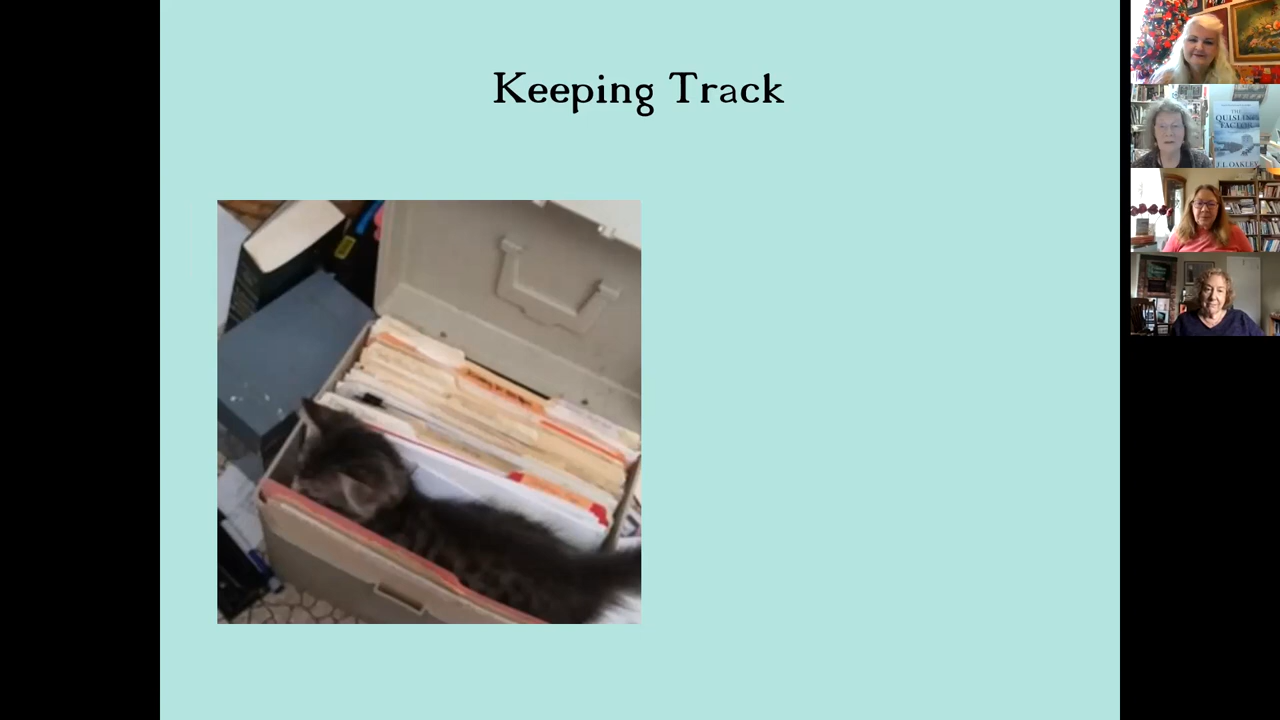 Keeping Track
THE
QUISLING
FACTOR
J.L. OAKLEY